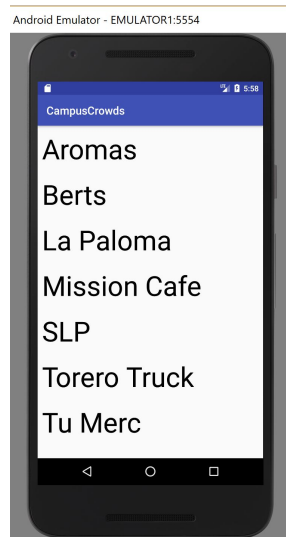 Android Emulator - EMULATOR1:5554
5:58
CampusCrowds
Aromas
Berts
La Paloma
Mission Cafe
SLP
Torero Truck
Tu Merc